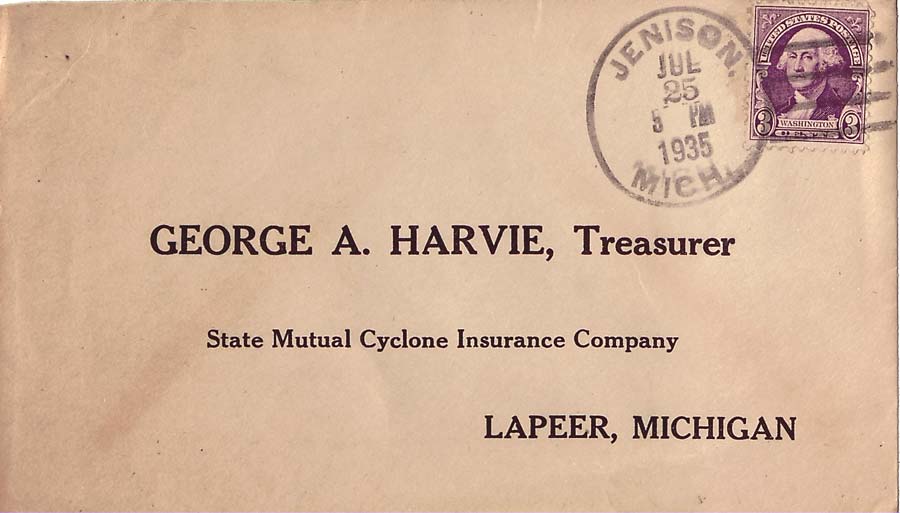 JENISON,
JUL
25
5 PM
1935
MICH.
UNITED STATES POSTAGE
3 WASHINGTON 3
CENTS
GEORGE A. HARVIE, Treasurer
State Mutual Cyclone Insurance Company
LAPEER, MICHIGAN